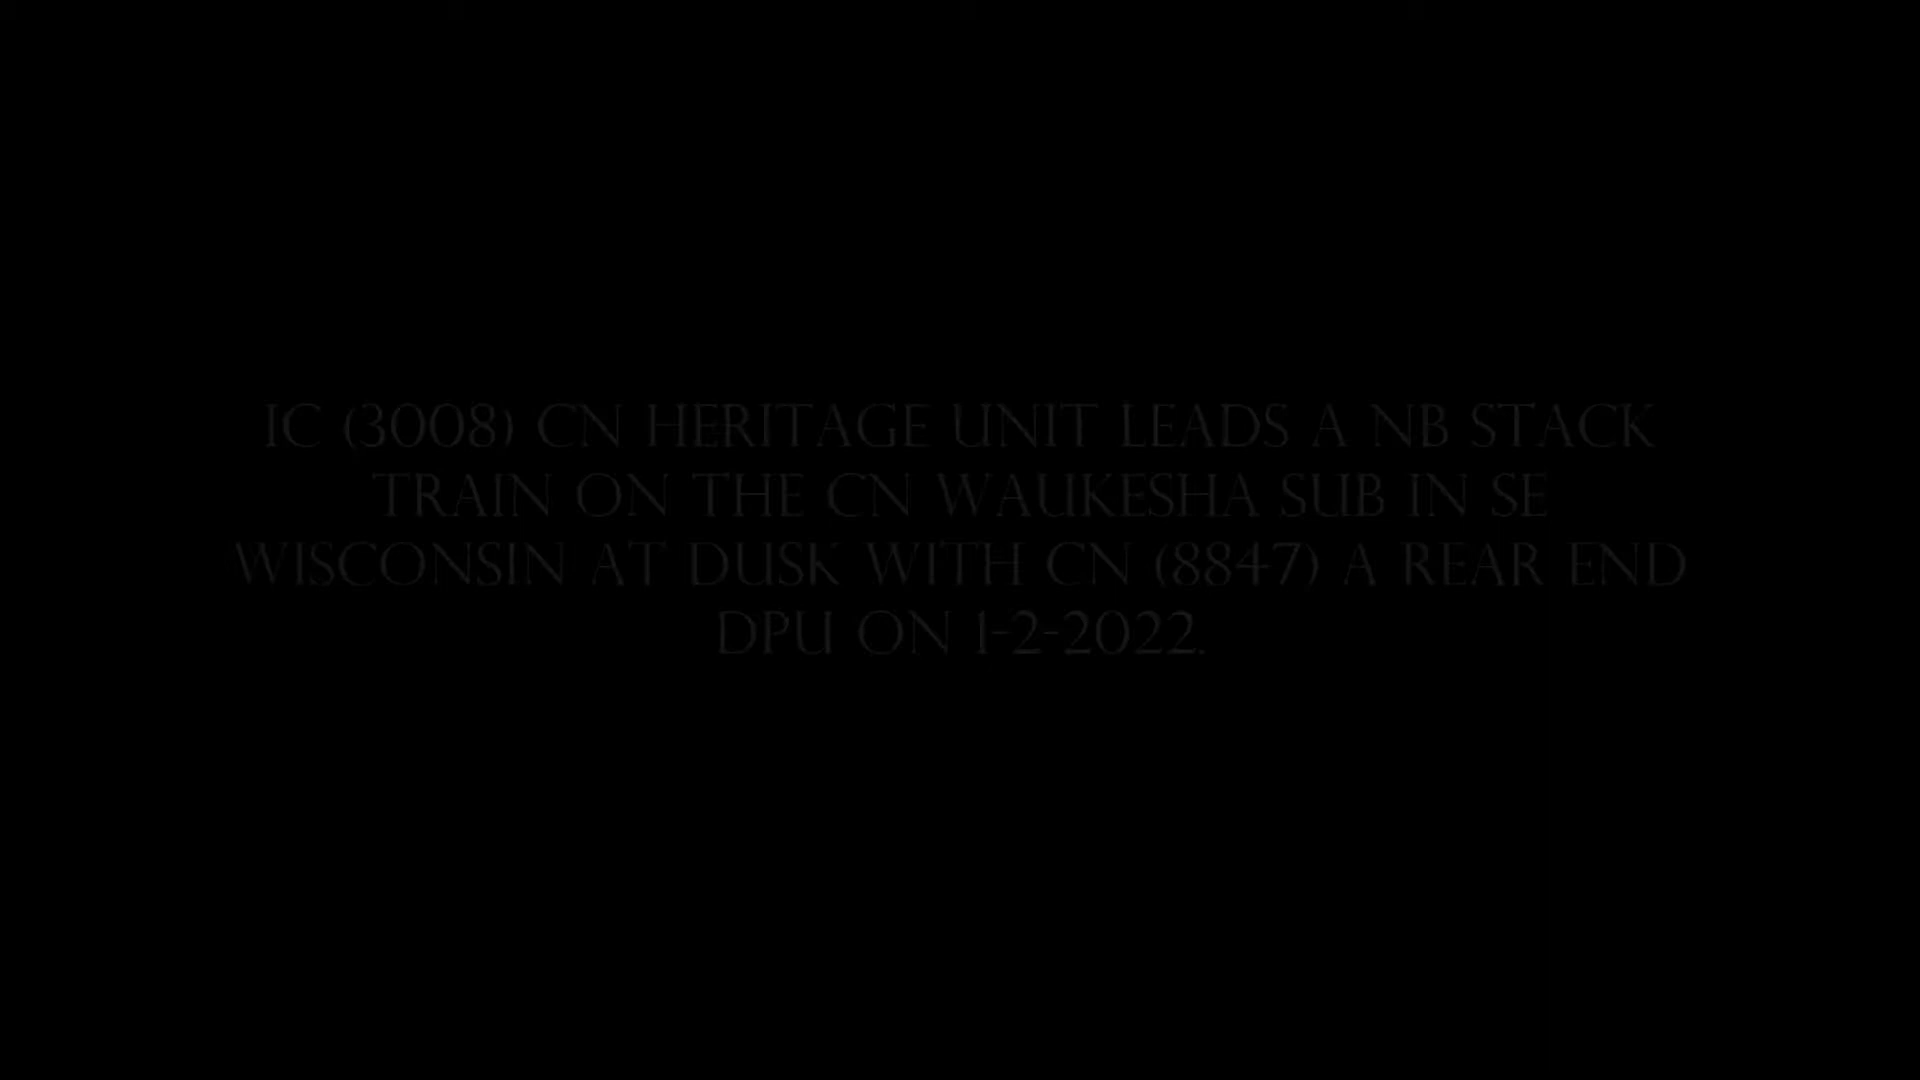 IC (3008) CN HERITAGE UNIT LEADS A NB STACK
TRAIN ON THE CN WAUKESHA SUB IN SE
WISCONSIN AT DUSK WITH CN (8847) A REAR END
DPU ON 1-2-2022.